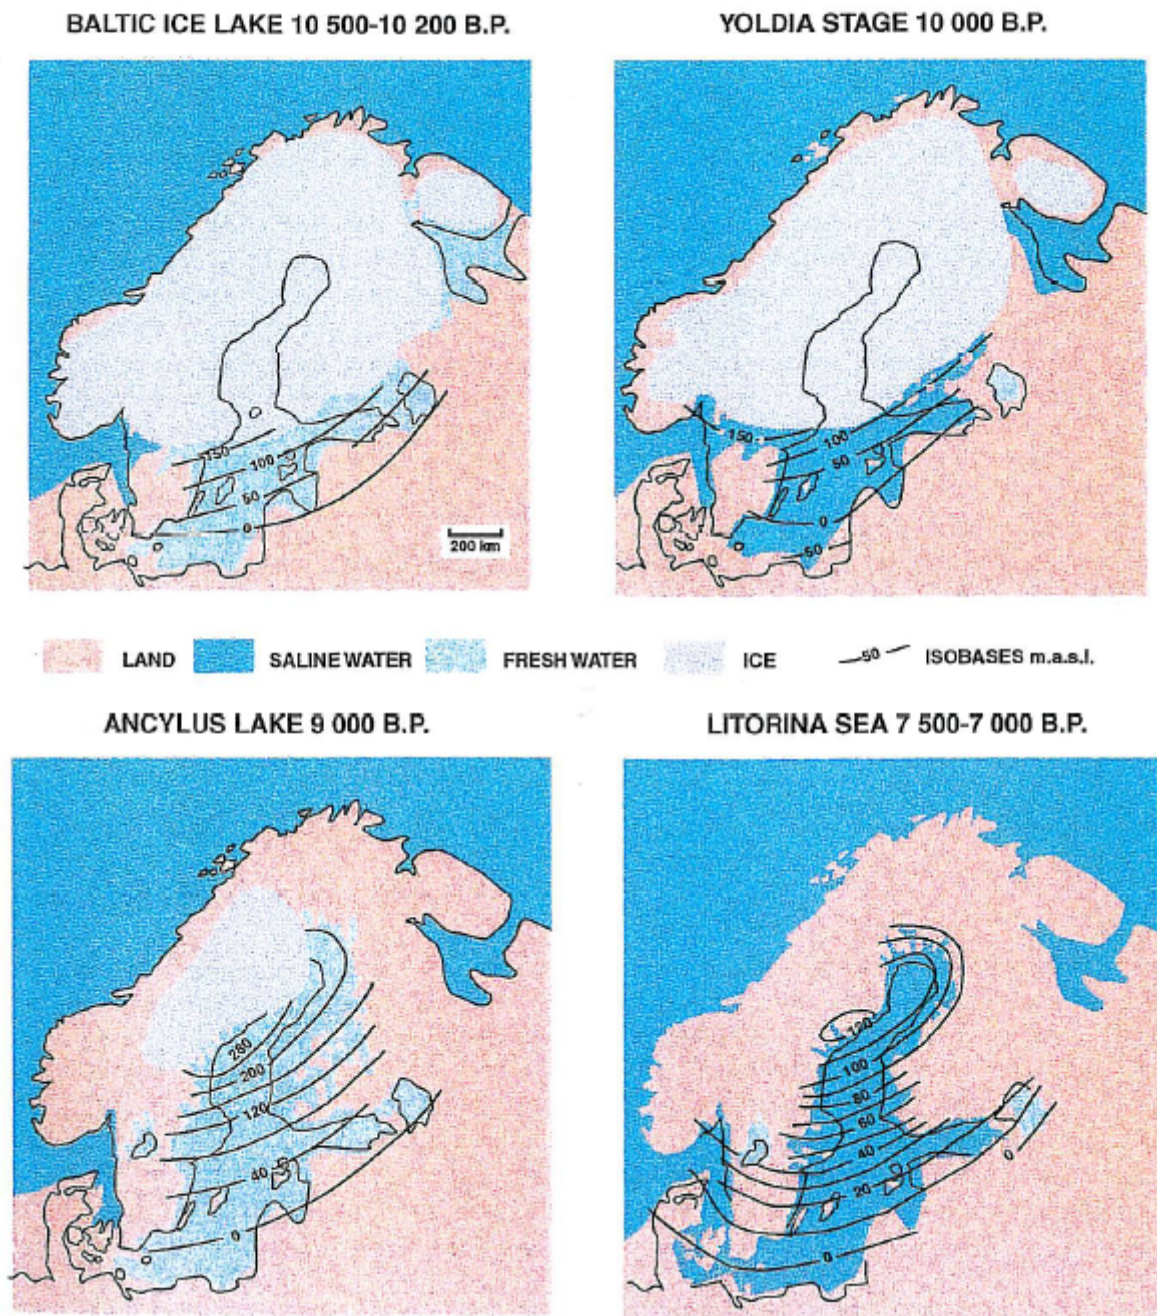 BALTIC ICE LAKE 10 500-10 200 B.P.
YOLDIA STAGE 10 000 B.P.
150
100
50
0
200 km
150
100
50
0
-50
LAND
SALINE WATER
FRESH WATER
ICE
50
ISOBASES m.a.s.l.
ANCYLUS LAKE 9 000 B.P.
LITORINA SEA 7 500-7 000 B.P.
280
200
120
40
0
120
100
80
60
40
20
0
0